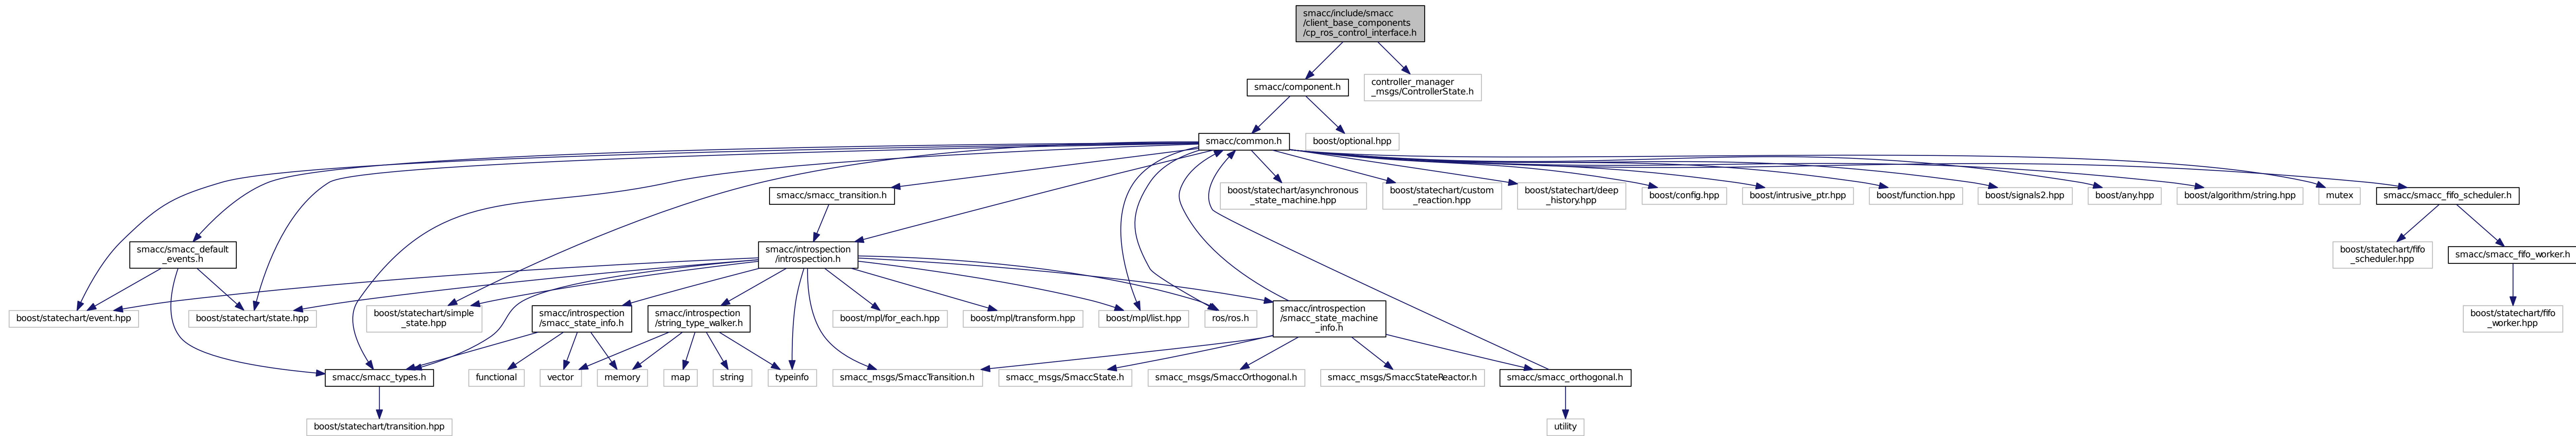 smacc/include/smacc
/client_base_components
/cp_ros_control_interface.h
smacc/component.h
controller_manager
_msgs/ControllerState.h
smacc/common.h
boost/optional.hpp
smacc/smacc_transition.h
boost/statechart/asynchronous
_state_machine.hpp
boost/statechart/custom
_reaction.hpp
boost/statechart/deep
_history.hpp
boost/config.hpp
boost/intrusive_ptr.hpp
boost/function.hpp
boost/signals2.hpp
boost/any.hpp
boost/algorithm/string.hpp
mutex
smacc/smacc_fifo_scheduler.h
smacc/smacc_default
_events.h
smacc/introspection
/introspection.h
boost/statechart/fifo
_scheduler.hpp
smacc/smacc_fifo_worker.h
boost/statechart/event.hpp
boost/statechart/state.hpp
boost/statechart/simple
_state.hpp
smacc/introspection
/smacc_state_info.h
smacc/introspection
/string_type_walker.h
boost/mpl/for_each.hpp
boost/mpl/transform.hpp
boost/mpl/list.hpp
ros/ros.h
smacc/introspection
/smacc_state_machine
_info.h
boost/statechart/fifo
_worker.hpp
smacc/smacc_types.h
functional
vector
memory
map
string
typeinfo
smacc_msgs/SmaccTransition.h
smacc_msgs/SmaccState.h
smacc_msgs/SmaccOrthogonal.h
smacc_msgs/SmaccStateReactor.h
smacc/smacc_orthogonal.h
boost/statechart/transition.hpp
utility